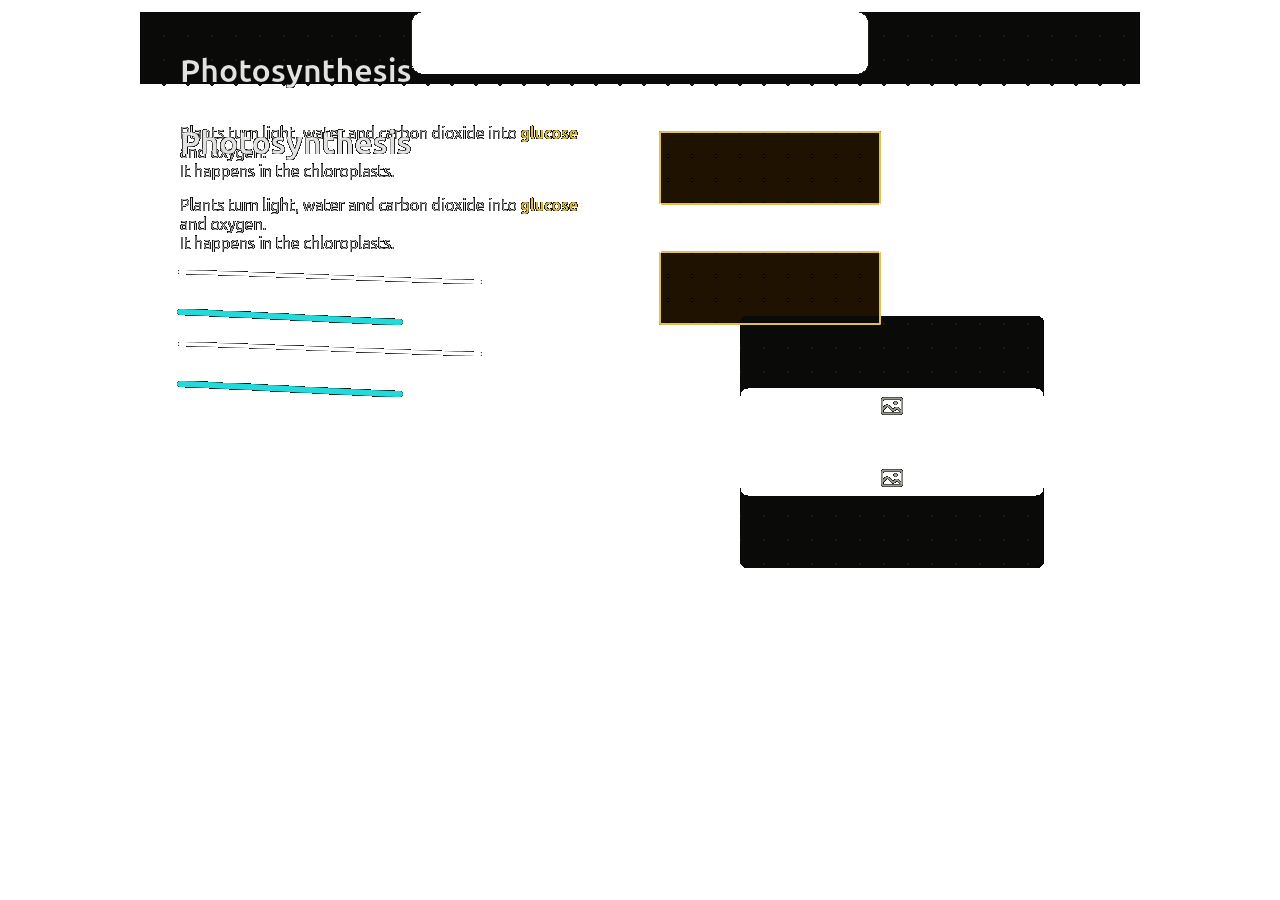 Photosynthesis
Plants turn light, water and carbon dioxide into glucose
Photosynthesis
and oxygen.
It happens in the chloroplasts.
Plants turn light, water and carbon dioxide into glucose
and oxygen.
It happens in the chloroplasts.